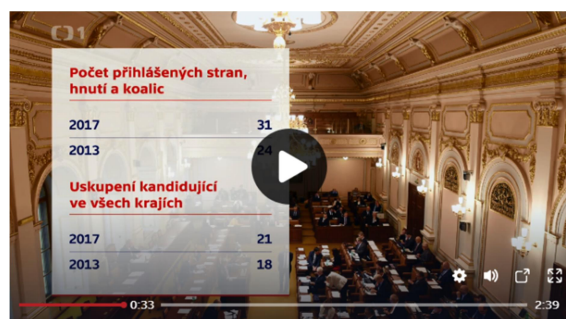 ČT1
Počet přihlášených stran,
hnutí a koalic
2017 31
2013 24
Uskupení kandidující
ve všech krajích
2017 21
2013 18
0:33 2:39